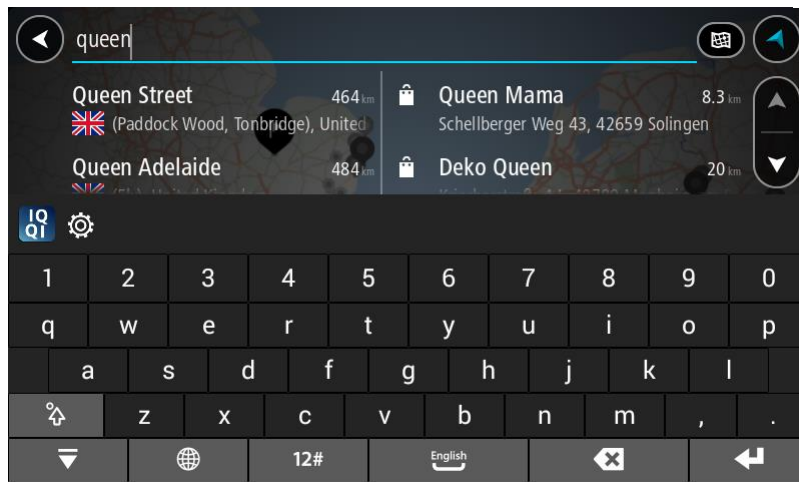 queen
Queen Street 464 km
(Paddock Wood, Tonbridge), United
Queen Adelaide 484 km
Queen Mama 8.3 km
Schellberger Weg 43, 42659 Solingen
Deko Queen 20 km
IQ
QI
1 2 3 4 5 6 7 8 9 0
q w e r t y u i o p
a s d f g h j k l
z x c v b n m , .
12# English